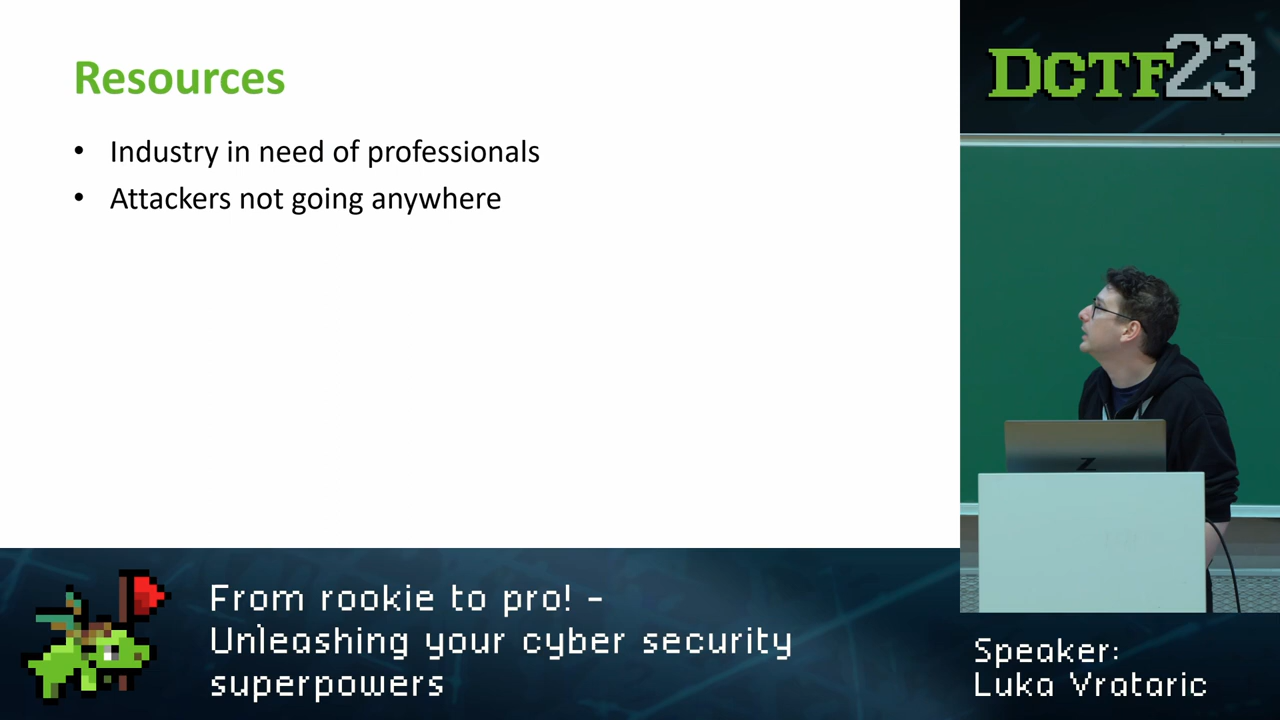 Resources
• Industry in need of professionals
• Attackers not going anywhere
DCTF23
From rookie to pro! -
Unleashing your cyber security
superpowers
Speaker:
Luka Vrataric